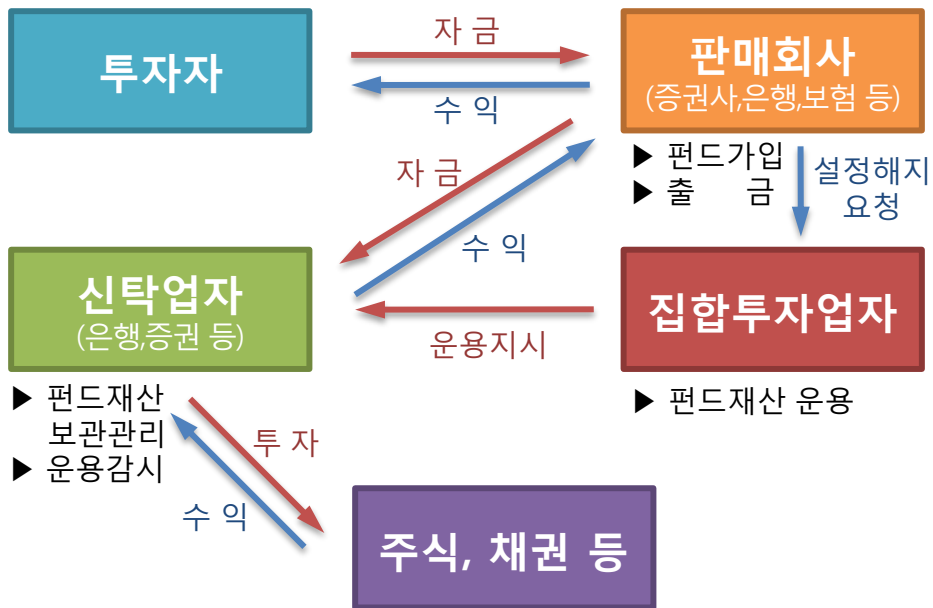 투자자
자 금
수 익
판매회사
(증권사,은행,보험 등)
▶ 펀드가입
▶ 출 금
설정해지
요청
자 금
수 익
신탁업자
(은행,증권 등)
운용지시
집합투자업자
▶ 펀드재산
보관관리
▶ 운용감시
▶ 펀드재산 운용
투 자
수 익
주식, 채권 등